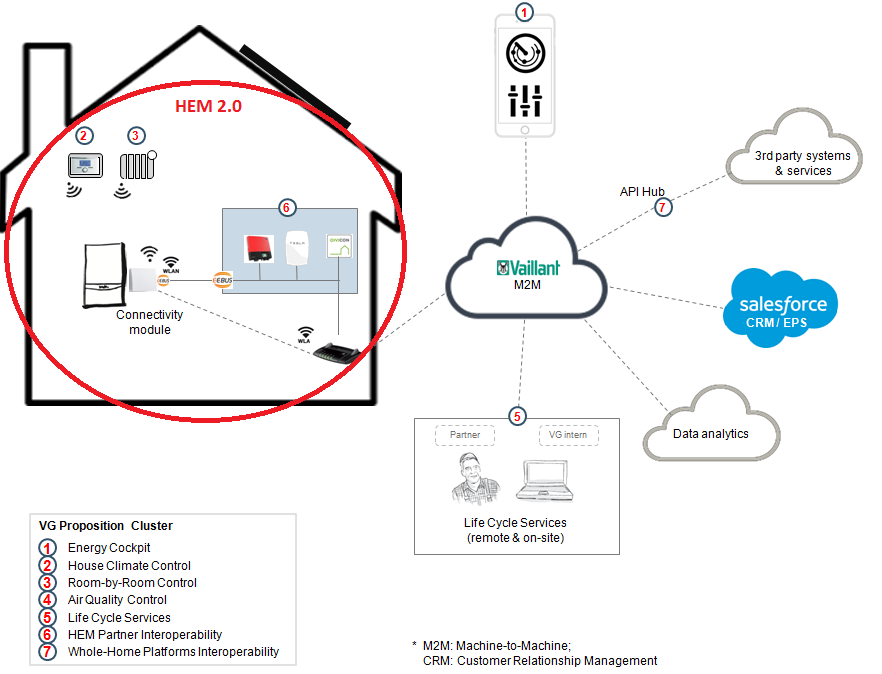 1
HEM 2.0
2
3
3rd party systems
& services
API Hub
7
6
TESLA
DIVICON
Vaillant
M2M
WLAN
EEBUS
EEBUS
salesforce
CRM / EPS
Connectivity
module
WLA
5
Partner
VG intern
Data analytics
Life Cycle Services
(remote & on-site)
VG Proposition Cluster
1 Energy Cockpit
2 House Climate Control
3 Room-by-Room Control
4 Air Quality Control
5 Life Cycle Services
6 HEM Partner Interoperability
7 Whole-Home Platforms Interoperability
* M2M: Machine-to-Machine;
CRM: Customer Relationship Management